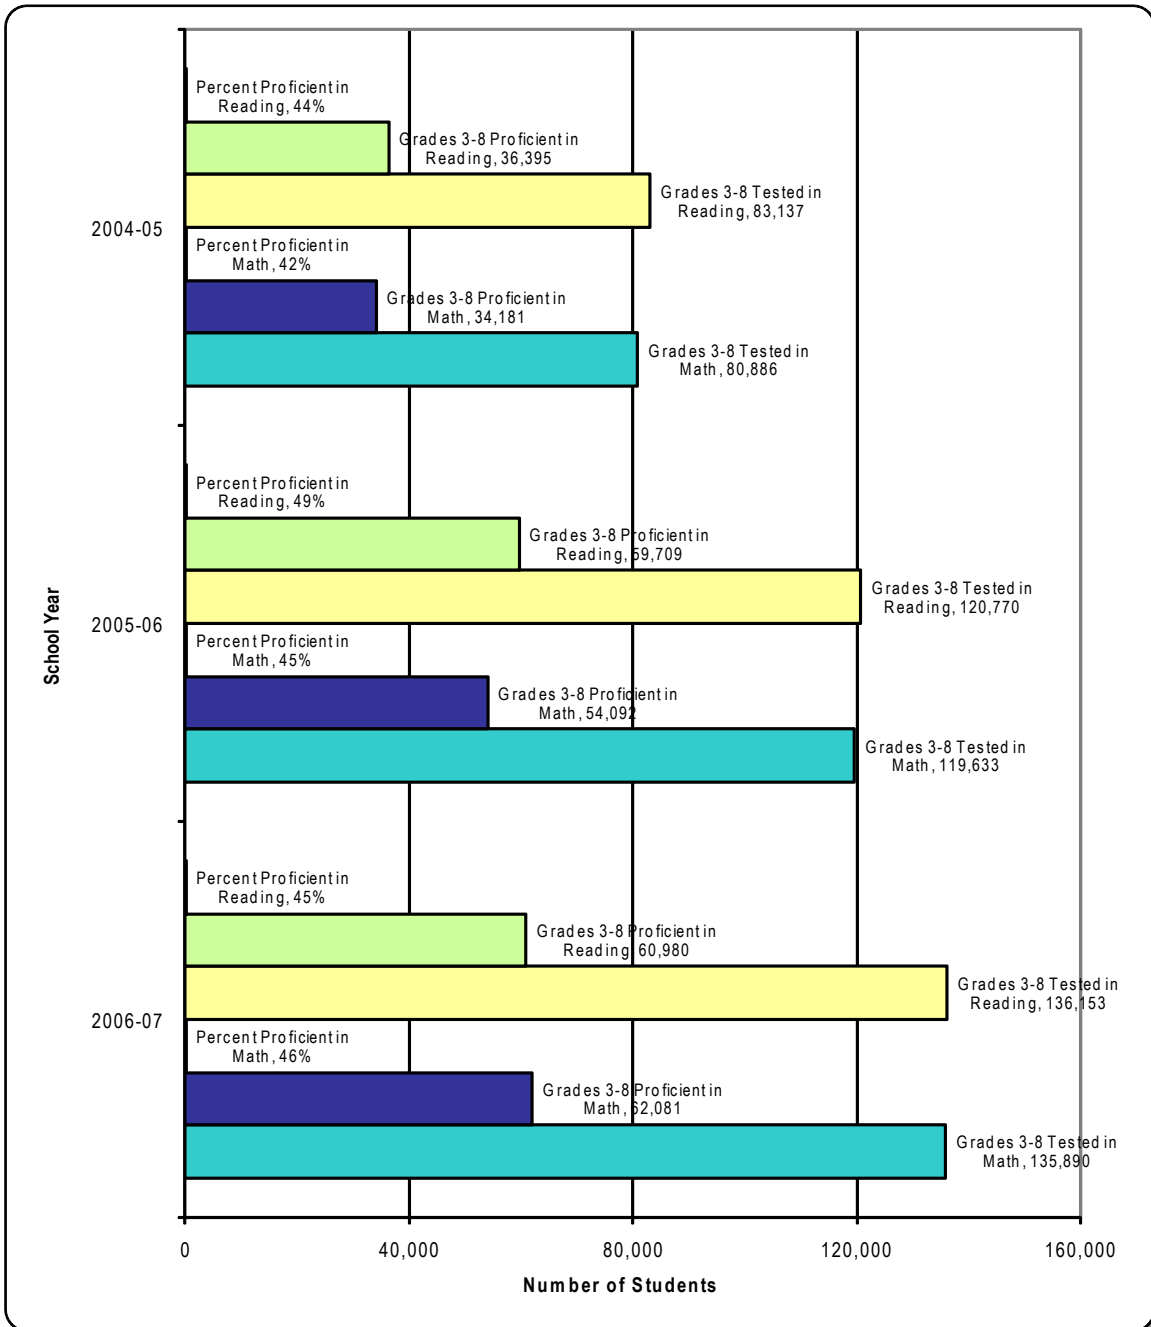 Percent Proficient in
Reading, 44%
Grades 3-8 Proficient in
Reading, 36,395
Grades 3-8 Tested in
Reading, 83,137
2004-05
Percent Proficient in
Math, 42%
Grades 3-8 Proficient in
Math, 34,181
Grades 3-8 Tested in
Math, 80,886
Percent Proficient in
Reading, 49%
Grades 3-8 Proficient in
Reading, 59,709
Grades 3-8 Tested in
Reading, 120,770
School Year
2005-06
Percent Proficient in
Math, 45%
Grades 3-8 Proficient in
Math, 54,092
Grades 3-8 Tested in
Math, 119,633
Percent Proficient in
Reading, 45%
Grades 3-8 Proficient in
Reading, 60,980
Grades 3-8 Tested in
Reading, 136,153
2006-07
Percent Proficient in
Math, 46%
Grades 3-8 Proficient in
Math, 62,081
Grades 3-8 Tested in
Math, 135,890
0 40,000 80,000 120,000 160,000
Number of Students